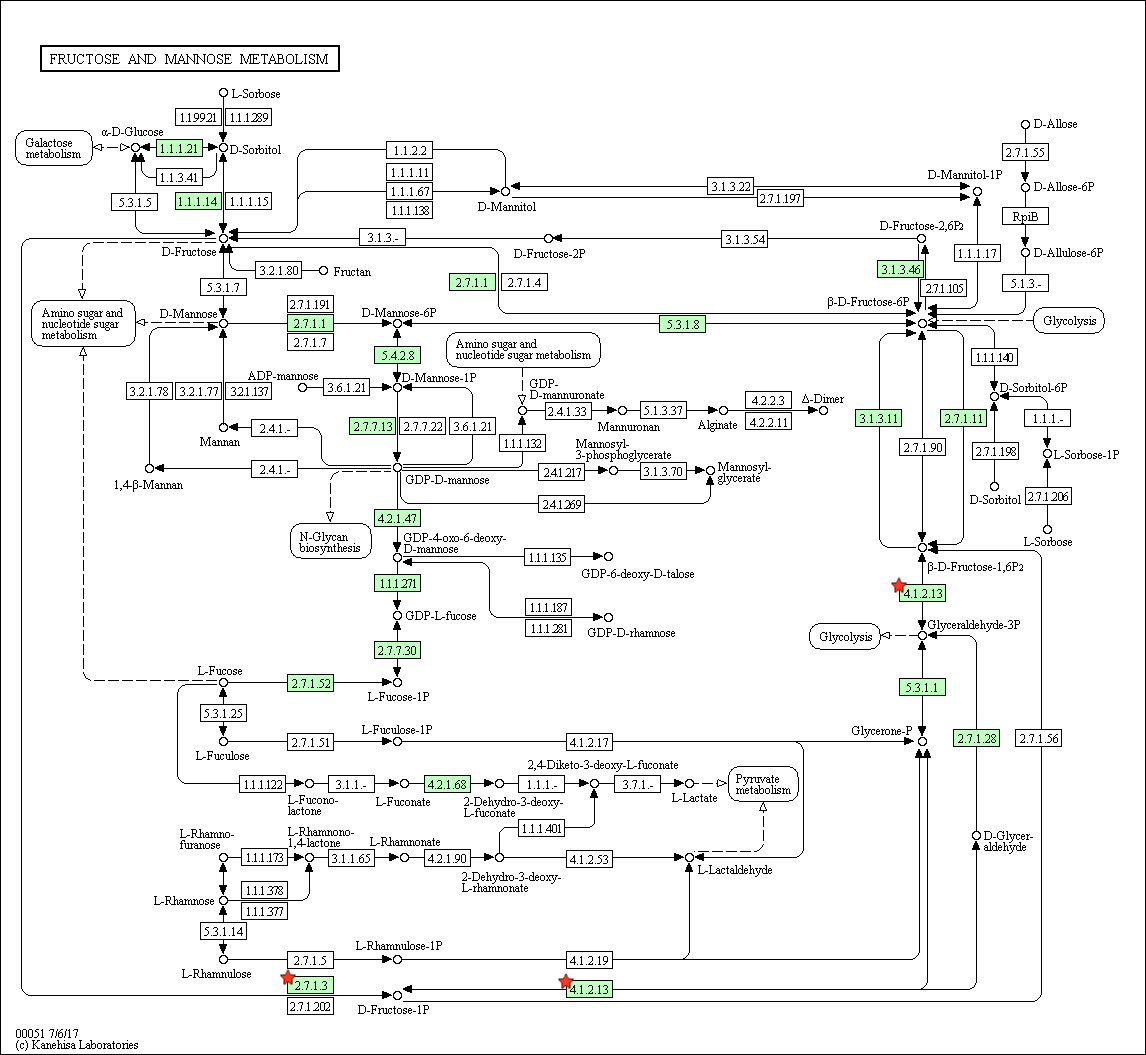 FRUCTOSE AND MANNOSE METABOLISM
L-Sorbose
1.1.99.21
1.1.1.289
α-D-Glucose
Galactose
metabolism
1.1.1.21
D-Sorbitol
1.1.3.41
5.3.1.5
1.1.1.14
1.1.1.15
1.1.2.2
1.1.1.11
1.1.1.67
1.1.1.138
D-Mannitol
3.1.3.22
2.7.1.197
D-Mannitol-1P
D-Allose
2.7.1.55
D-Allose-6P
RpiB
D-Allulose-6P
5.1.3.-
D-Fructose
3.1.3.-
D-Fructose-2P
3.1.3.54
D-Fructose-2,6P2
1.1.1.17
3.1.3.46
2.7.1.105
3.2.1.80
Fructan
5.3.1.7
2.7.1.1
2.7.1.4
β-D-Fructose-6P
Amino sugar and
nucleotide sugar
metabolism
D-Mannose
2.7.1.191
2.7.1.1
2.7.1.7
D-Mannose-6P
5.3.1.8
Glycolysis
5.4.2.8
Amino sugar and
nucleotide sugar metabolism
1.1.1.140
D-Sorbitol-6P
ADP-mannose
3.6.1.21
D-Mannose-1P
GDP-
D-mannuronate
3.2.1.78
3.2.1.77
3.2.1.137
2.4.1.33
Mannuronan
5.1.3.37
Alginate
4.2.2.3
4.2.2.11
Δ-Dimer
3.1.3.11
2.7.1.11
1.1.1.-
Mannan
2.4.1.-
2.7.7.13
2.7.7.22
3.6.1.21
1.1.1.132
2.7.1.90
2.7.1.198
L-Sorbose-1P
1,4-β-Mannan
2.4.1.-
GDP-D-mannose
Mannosyl-
3-phosphoglycerate
2.4.1.217
3.1.3.70
Mannosyl-
glycerate
2.4.1.269
D-Sorbitol
2.7.1.206
L-Sorbose
N-Glycan
biosynthesis
4.2.1.47
GDP-4-oxo-6-deoxy-
D-mannose
1.1.1.135
GDP-6-deoxy-D-talose
1.1.1.271
GDP-L-fucose
1.1.1.187
1.1.1.281
GDP-D-rhamnose
2.7.7.30
β-D-Fructose-1,6P2
4.1.2.13
Glyceraldehyde-3P
Glycolysis
5.3.1.1
L-Fucose
2.7.1.52
L-Fucose-1P
5.3.1.25
L-Fuculose
2.7.1.51
L-Fuculose-1P
4.1.2.17
Glycerone-P
2.7.1.28
2.7.1.56
1.1.1.122
L-Fucono-
lactone
3.1.1.-
L-Fuconate
4.2.1.68
2-Dehydro-3-deoxy-
L-fuconate
1.1.1.-
2,4-Diketo-3-deoxy-L-fuconate
3.7.1.-
L-Lactate
Pyruvate
metabolism
1.1.1.401
L-Rhamno-
furanose
1.1.1.173
L-Rhamnono-
1,4-lactone
3.1.1.65
L-Rhamnonate
4.2.1.90
2-Dehydro-3-deoxy-
L-rhamnonate
4.1.2.53
L-Lactaldehyde
D-Glycer-
aldehyde
L-Rhamnose
1.1.1.378
1.1.1.377
5.3.1.14
L-Rhamnulose
2.7.1.5
L-Rhamnulose-1P
4.1.2.19
2.7.1.3
2.7.1.202
D-Fructose-1P
4.1.2.13
00051 7/6/17
(c) Kanehisa Laboratories